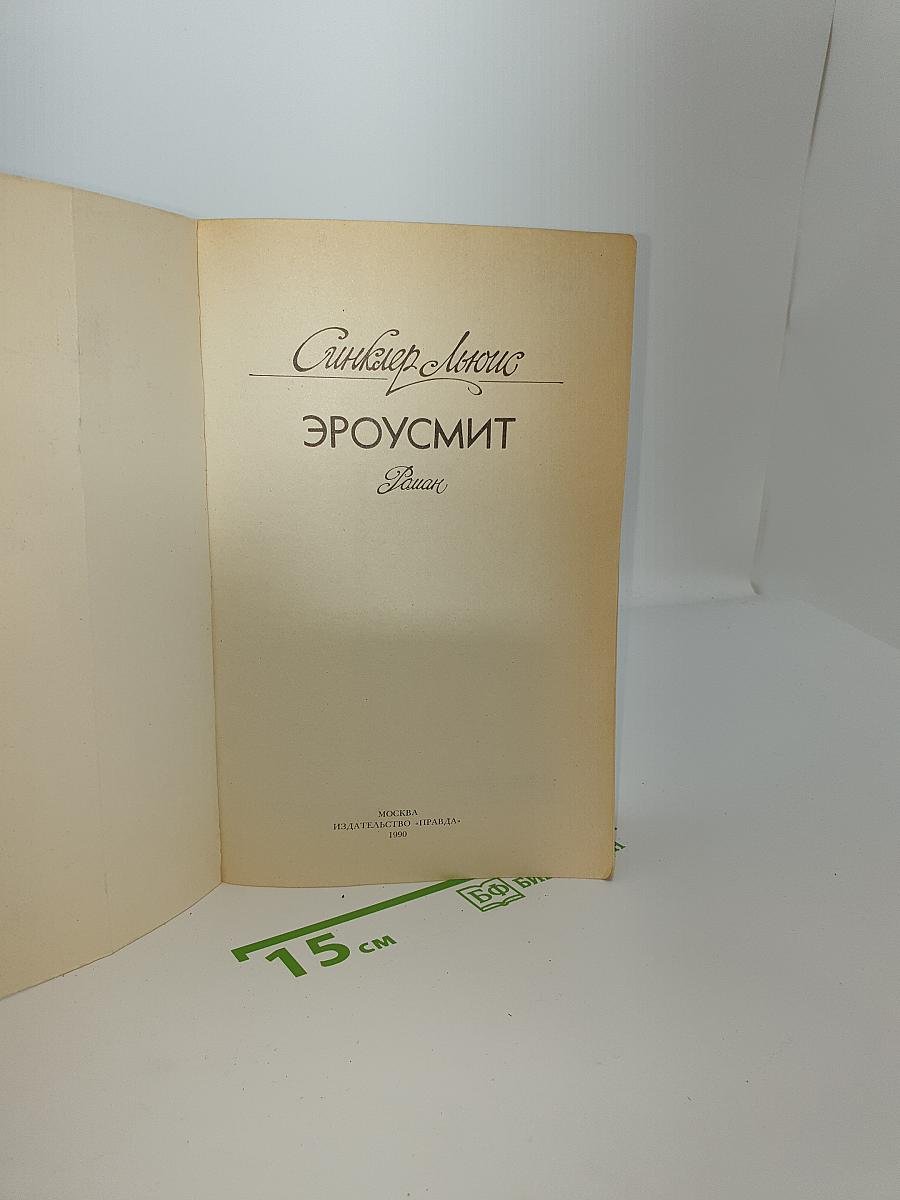 Синклер Льюис
ЭРОУСМИТ
Роман
МОСКВА
ИЗДАТЕЛЬСТВО «ПРАВДА»
1990
15 см
БФ